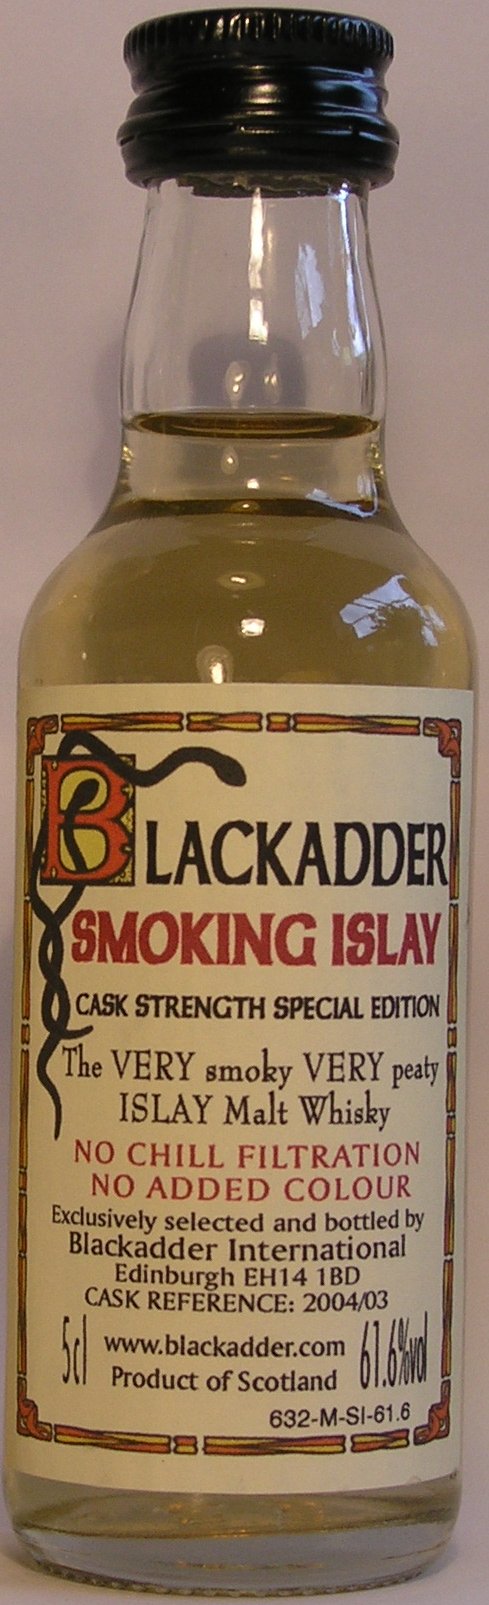 BLACKADDER
SMOKING ISLAY
CASK STRENGTH SPECIAL EDITION
The VERY smoky VERY peaty
ISLAY Malt Whisky
NO CHILL FILTRATION
NO ADDED COLOUR
Exclusively selected and bottled by
Blackadder International
Edinburgh EH14 1BD
CASK REFERENCE: 2004/03
5cl www.blackadder.com 61.6%vol
Product of Scotland
632-M-SI-61.6